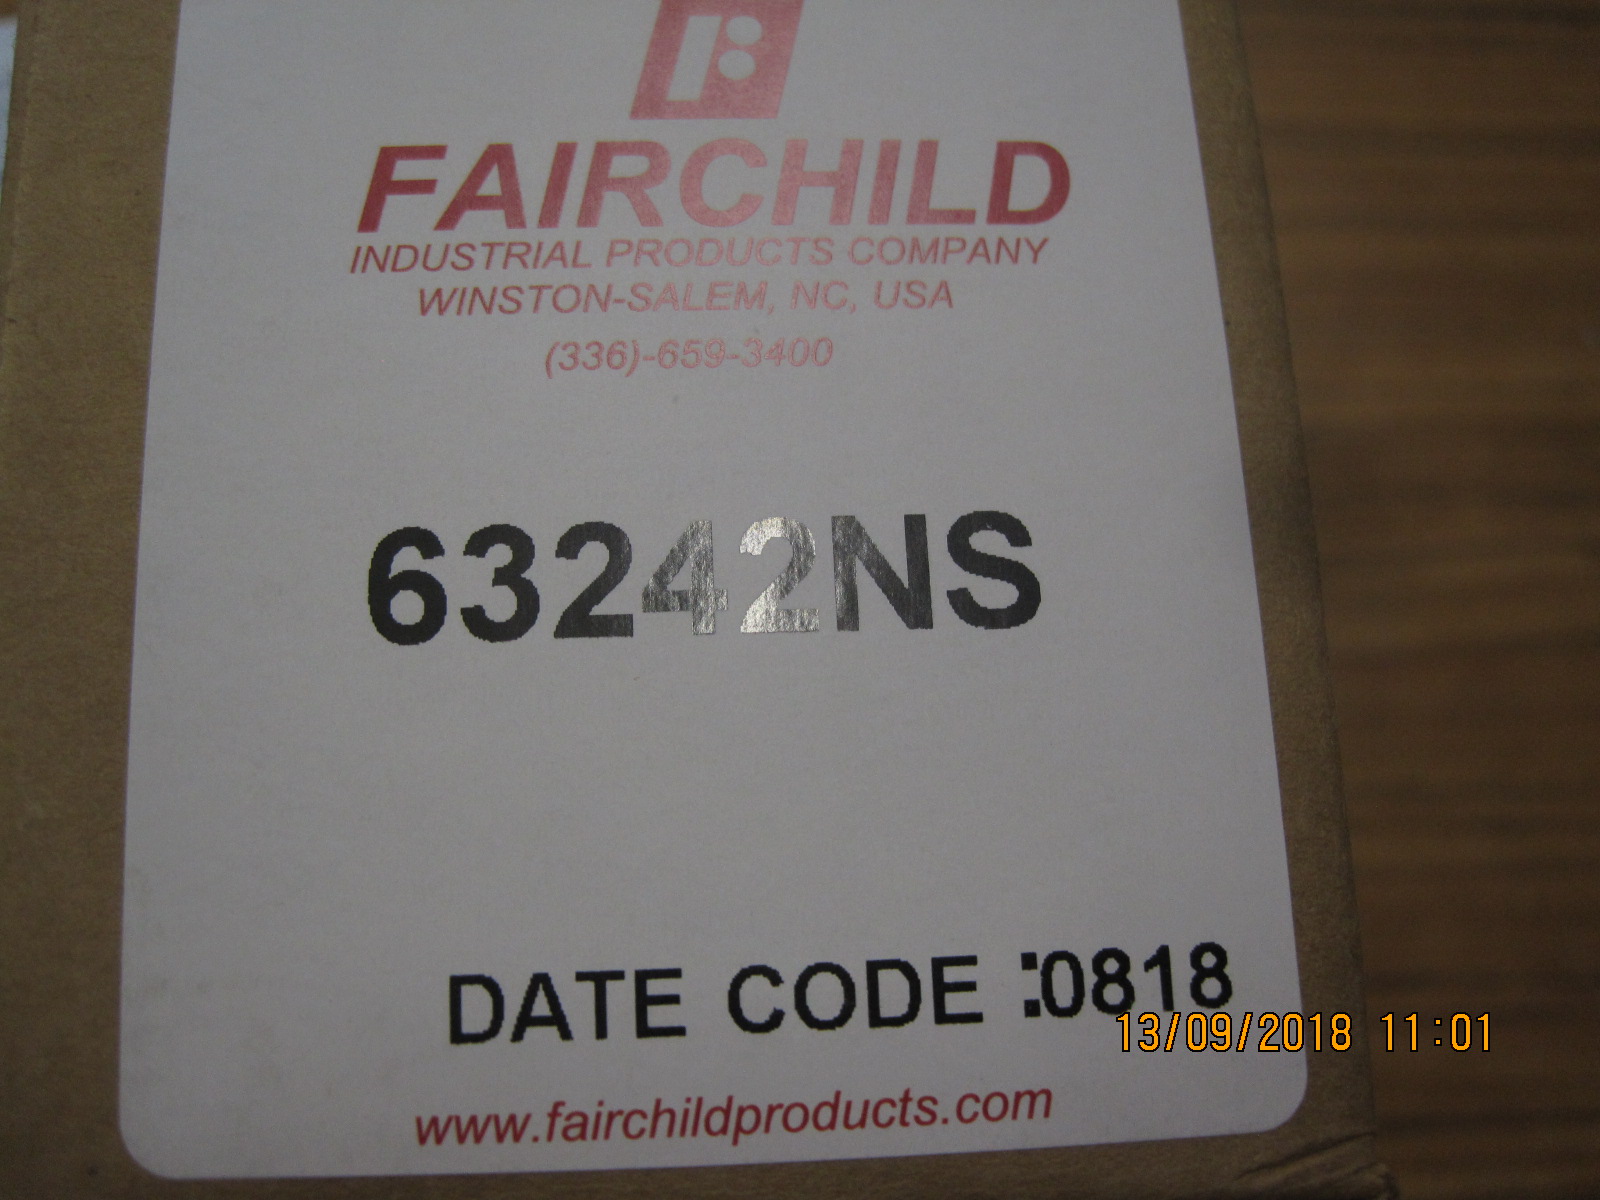 FAIRCHILD
INDUSTRIAL PRODUCTS COMPANY
WINSTON-SALEM, NC, USA
(336)-659-3400
63242NS
DATE CODE :0818
13/09/2018 11:01
www.fairchildproducts.com